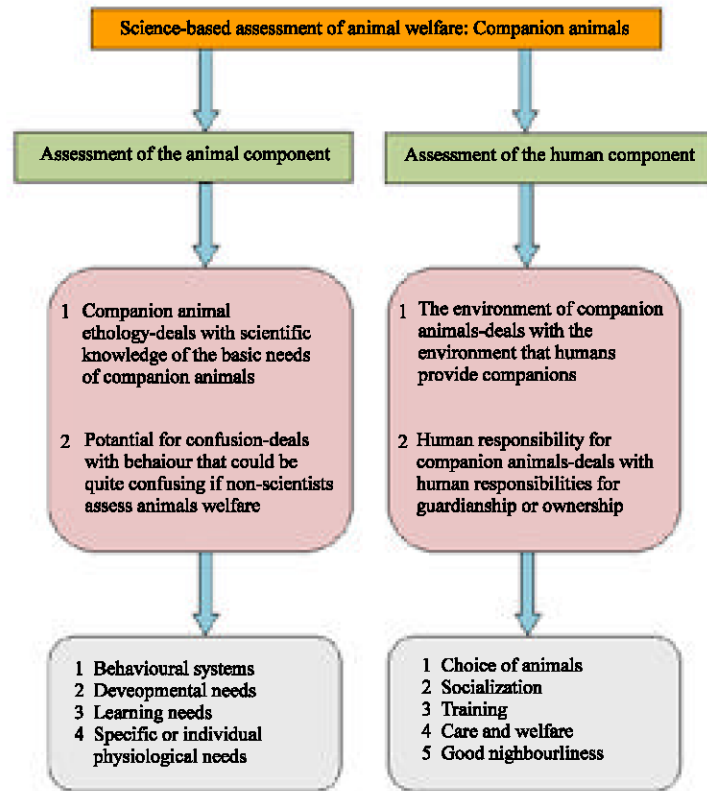 Science-based assessment of animal welfare: Companion animals
Assessment of the animal component
Assessment of the human component
1 Companion animal
ethology-deals with scientific
knowledge of the basic needs
of companion animals
2 Potential for confusion-deals
with behaiour that could be
quite confusing if non-scientists
assess animals welfare
1 The environment of companion
animals-deals with the
environment that humans
provide companions
2 Human responsibility for
companion animals-deals with
human responsibilities for
guardianship or ownership
1 Behavioural systems
2 Deveopmental needs
3 Learning needs
4 Specific or individual
physiological needs
1 Choice of animals
2 Socialization
3 Training
4 Care and welfare
5 Good nighbourliness